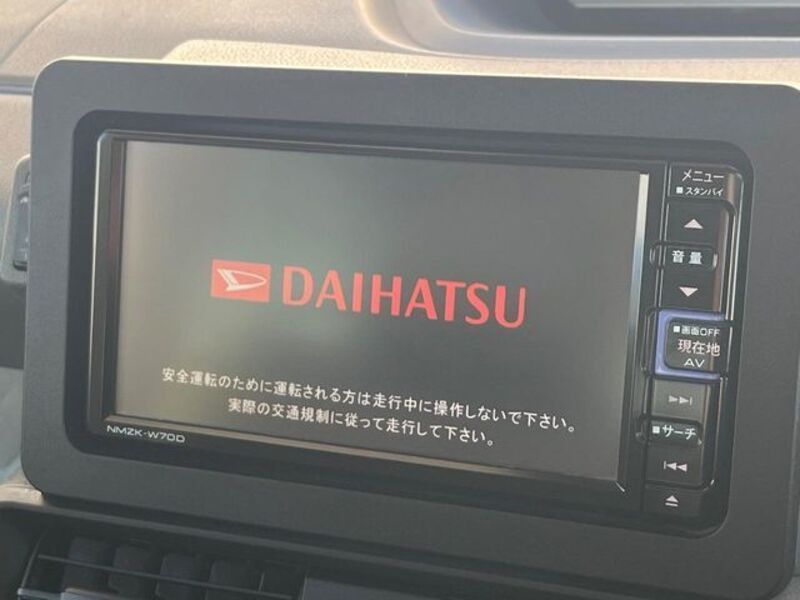 DAIHATSU
安全運転のために運転される方は走行中に操作しないで下さい。
実際の交通規制に従って走行して下さい。
NMZK-W70D
メニュー
■スタンバイ
音量
■画面OFF
現在地
AV
■サーチ